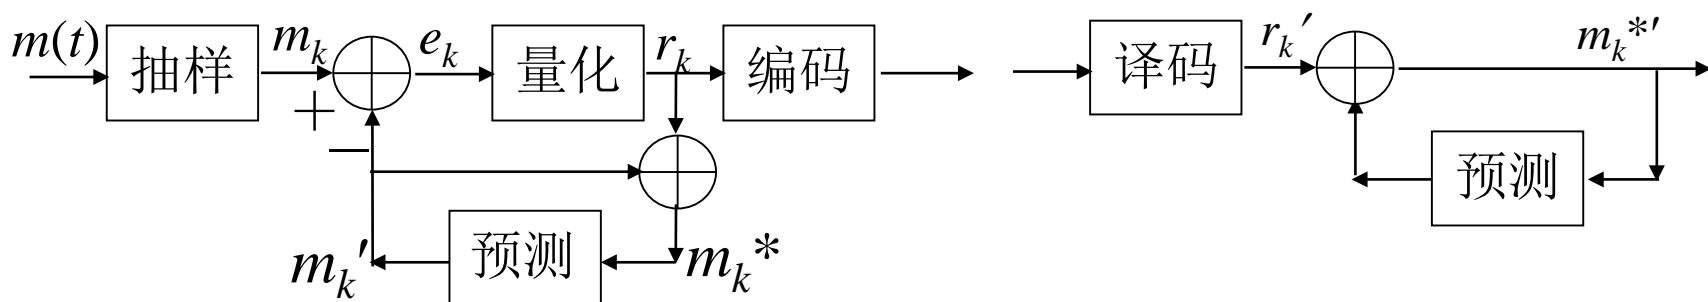 m(t)
抽样
m_k
+
−
e_k
量化
r_k
编码
预测
m_k′
m_k*
译码
r_k′
m_k*′
预测